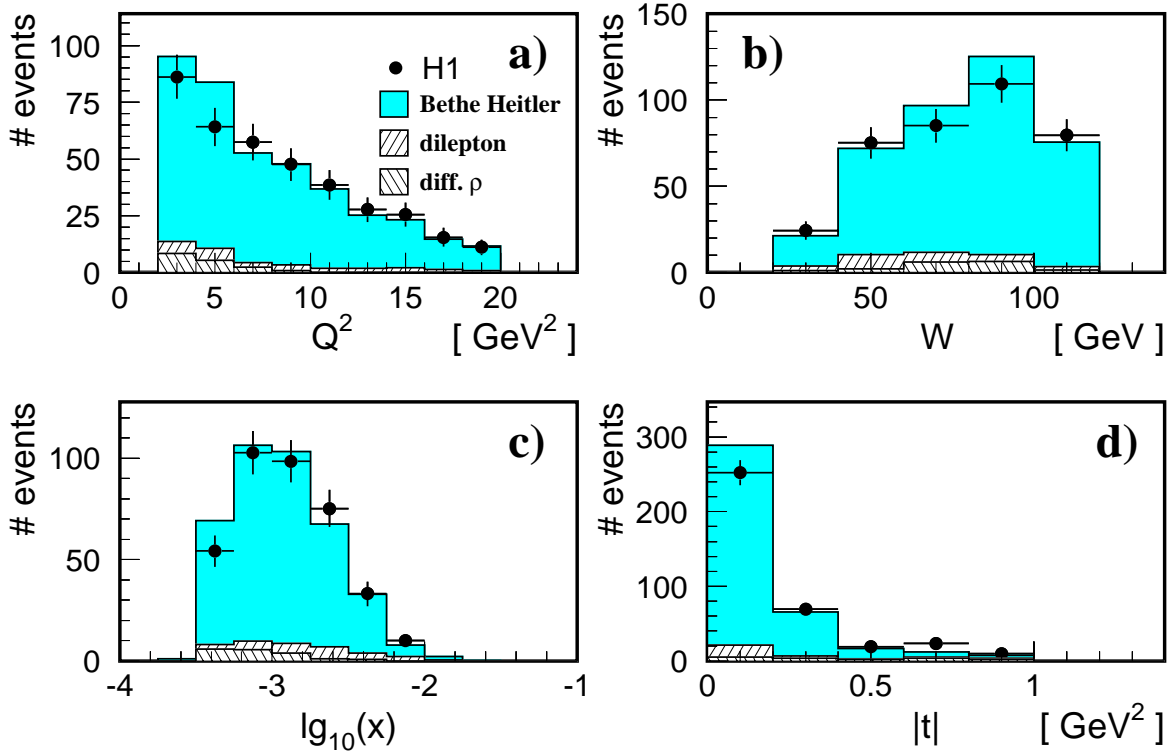 # events
100
75
50
25
0
a)
H1
Bethe Heitler
dilepton
diff. ρ
0 5 10 15 20
Q² [ GeV² ]
# events
150
100
50
0
b)
0 50 100
W [ GeV ]
# events
100
50
0
c)
-4 -3 -2 -1
lg₁₀(x)
# events
300
200
100
0
d)
0 0.5 1
|t| [ GeV² ]